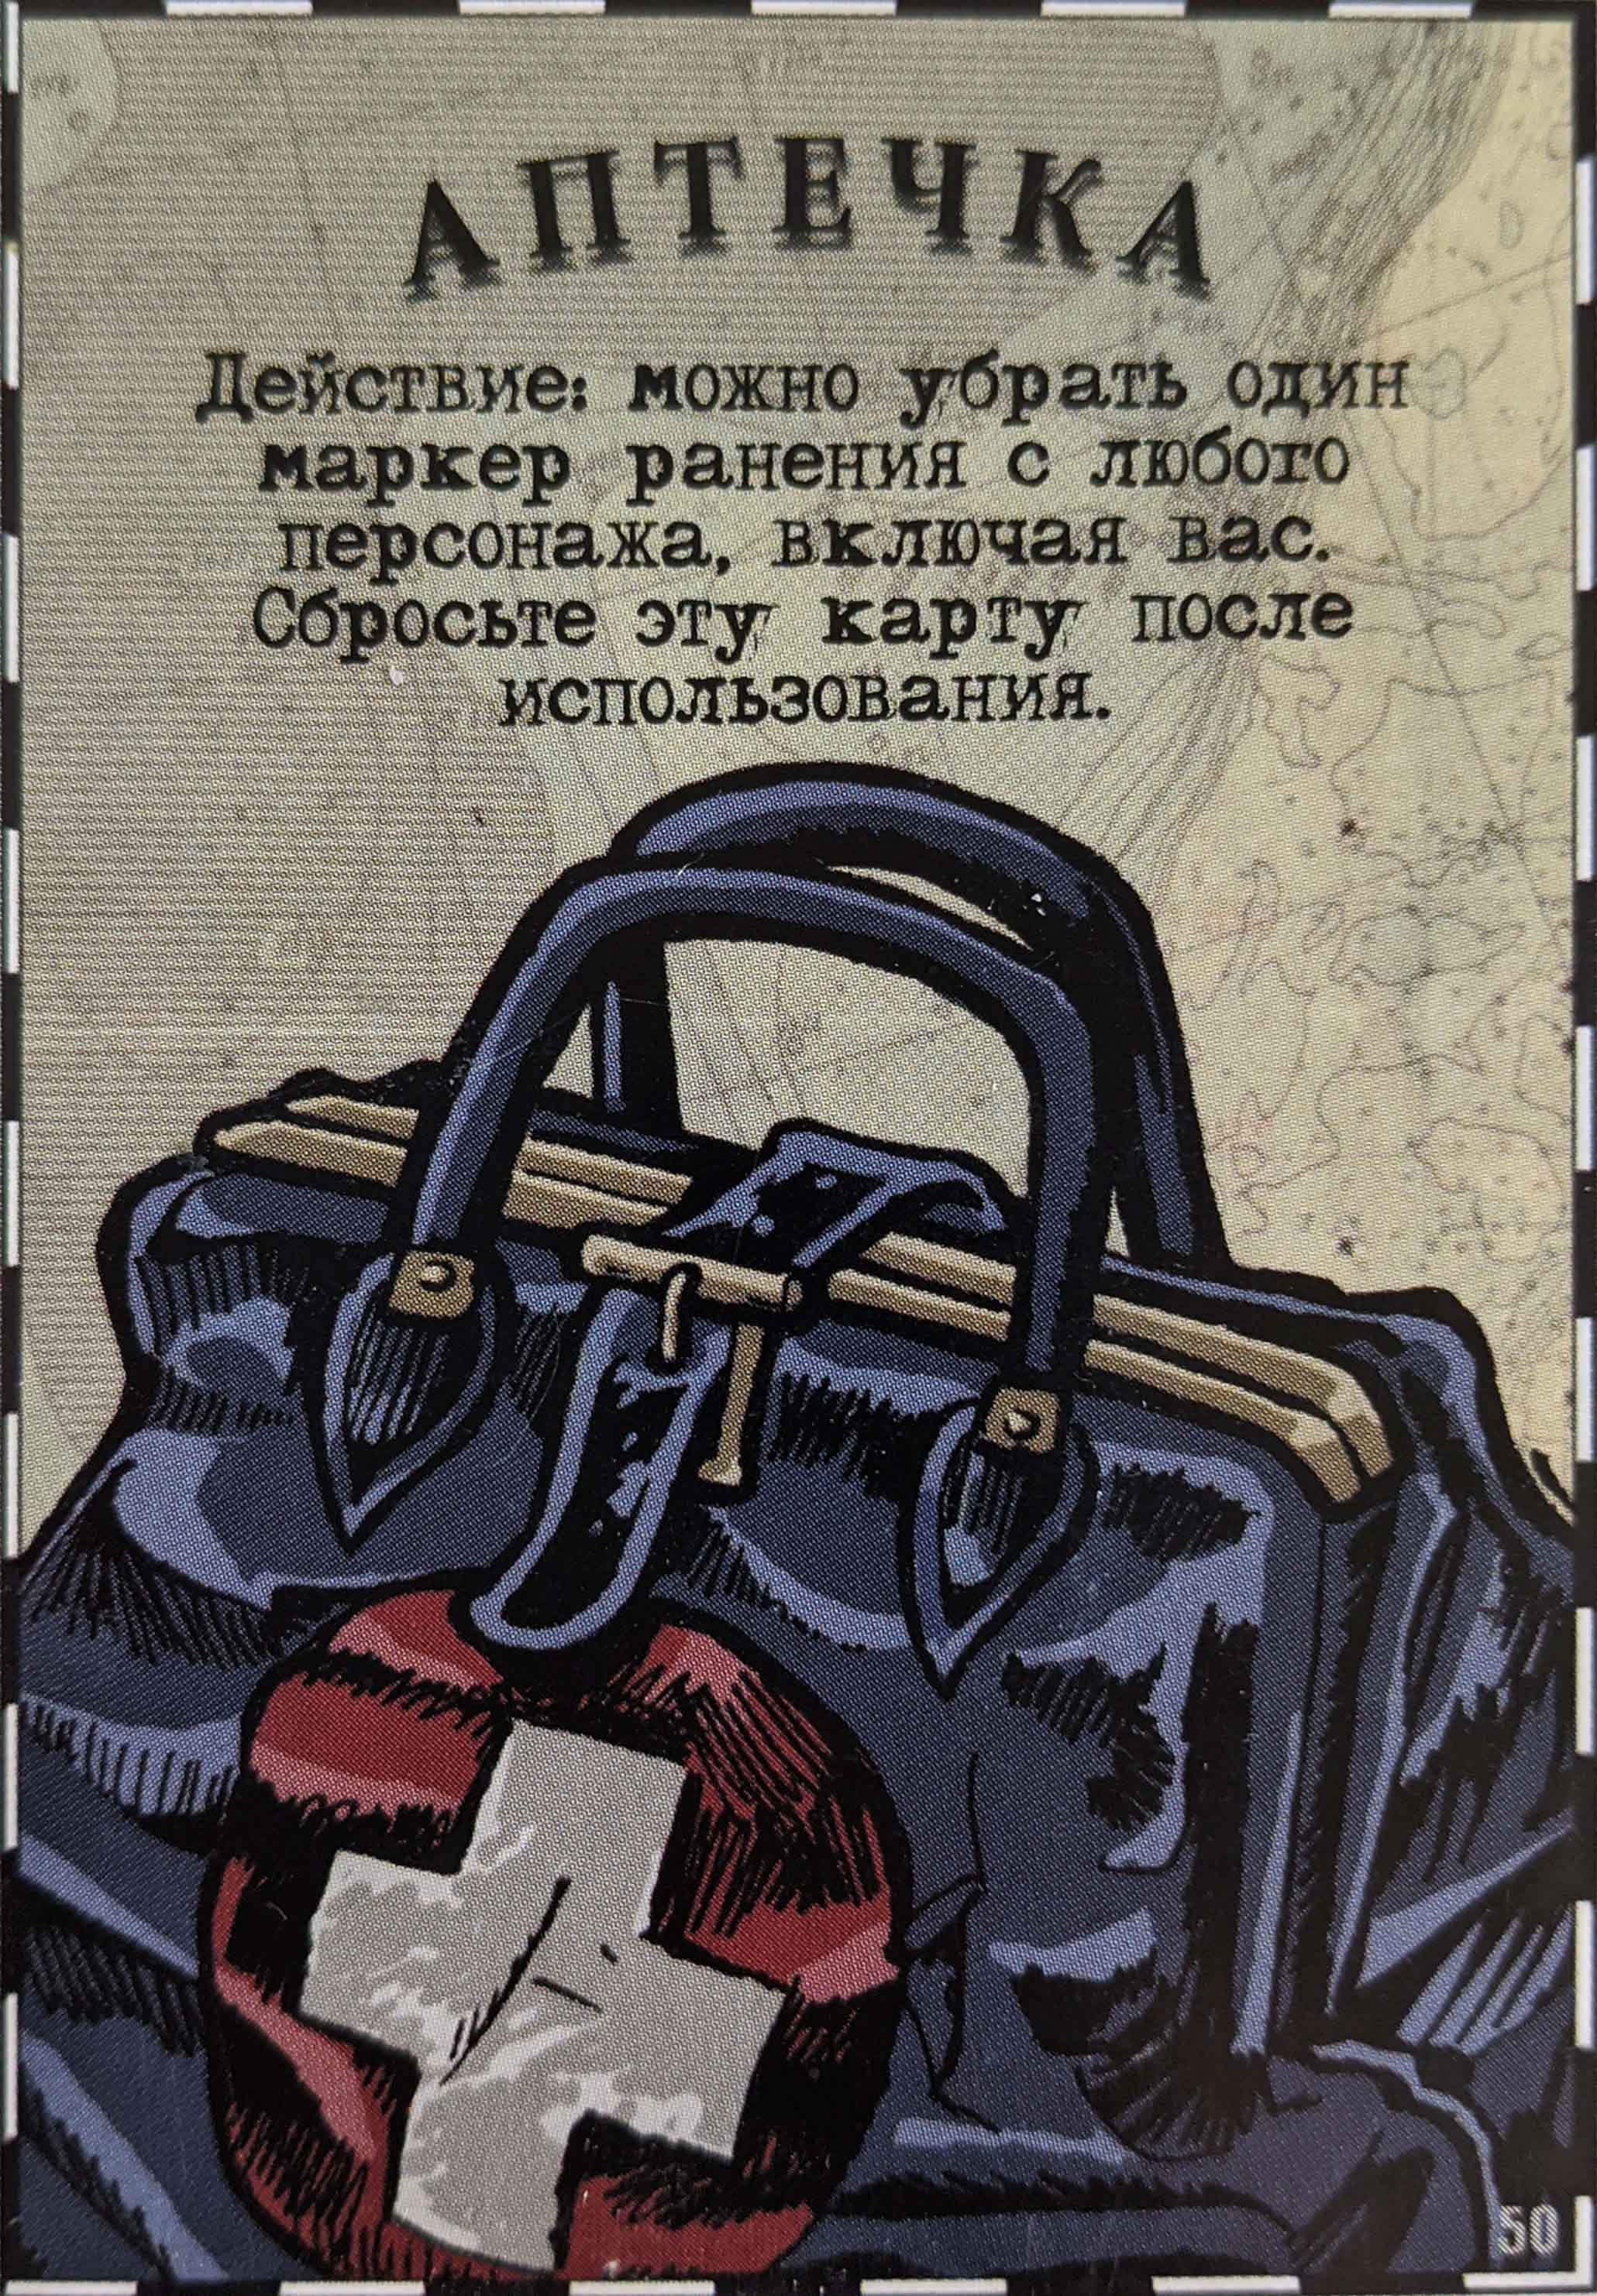 АПТЕЧКА
Действие: можно убрать один
маркер ранения с любого
персонажа, включая вас.
Сбросьте эту карту после
использования.
50